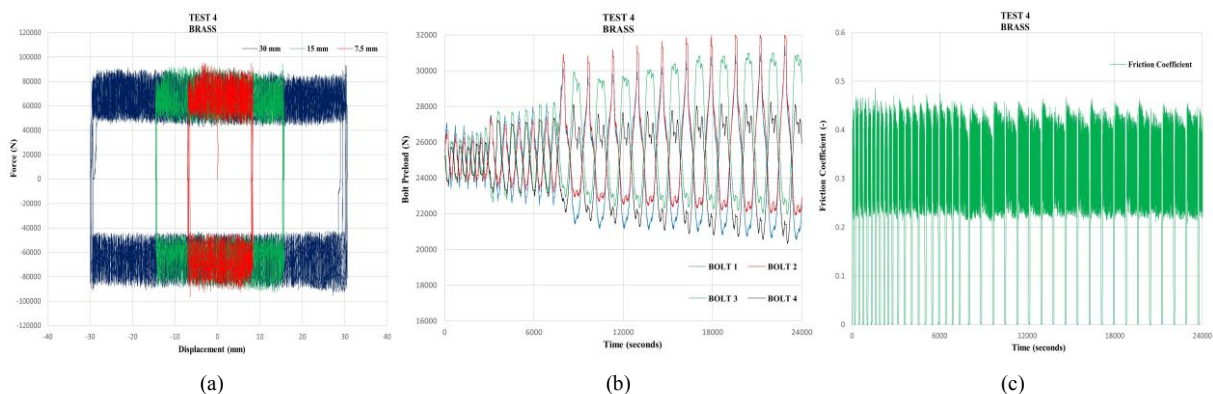 TEST 4
BRASS
30 mm 15 mm 7.5 mm
120000
100000
80000
60000
40000
20000
0
-20000
-40000
-60000
-80000
-100000
-120000
Force (N)
-40 -30 -20 -10 0 10 20 30 40
Displacement (mm)
(a)
TEST 4
BRASS
32000
30000
28000
26000
24000
22000
20000
18000
16000
Bolt Preload (N)
BOLT 1 BOLT 2
BOLT 3 BOLT 4
0 6000 12000 18000 24000
Time (seconds)
(b)
TEST 4
BRASS
Friction Coefficient
0.6
0.5
0.4
0.3
0.2
0.1
0
Friction Coefficient (-)
0 6000 12000 18000 24000
Time (seconds)
(c)